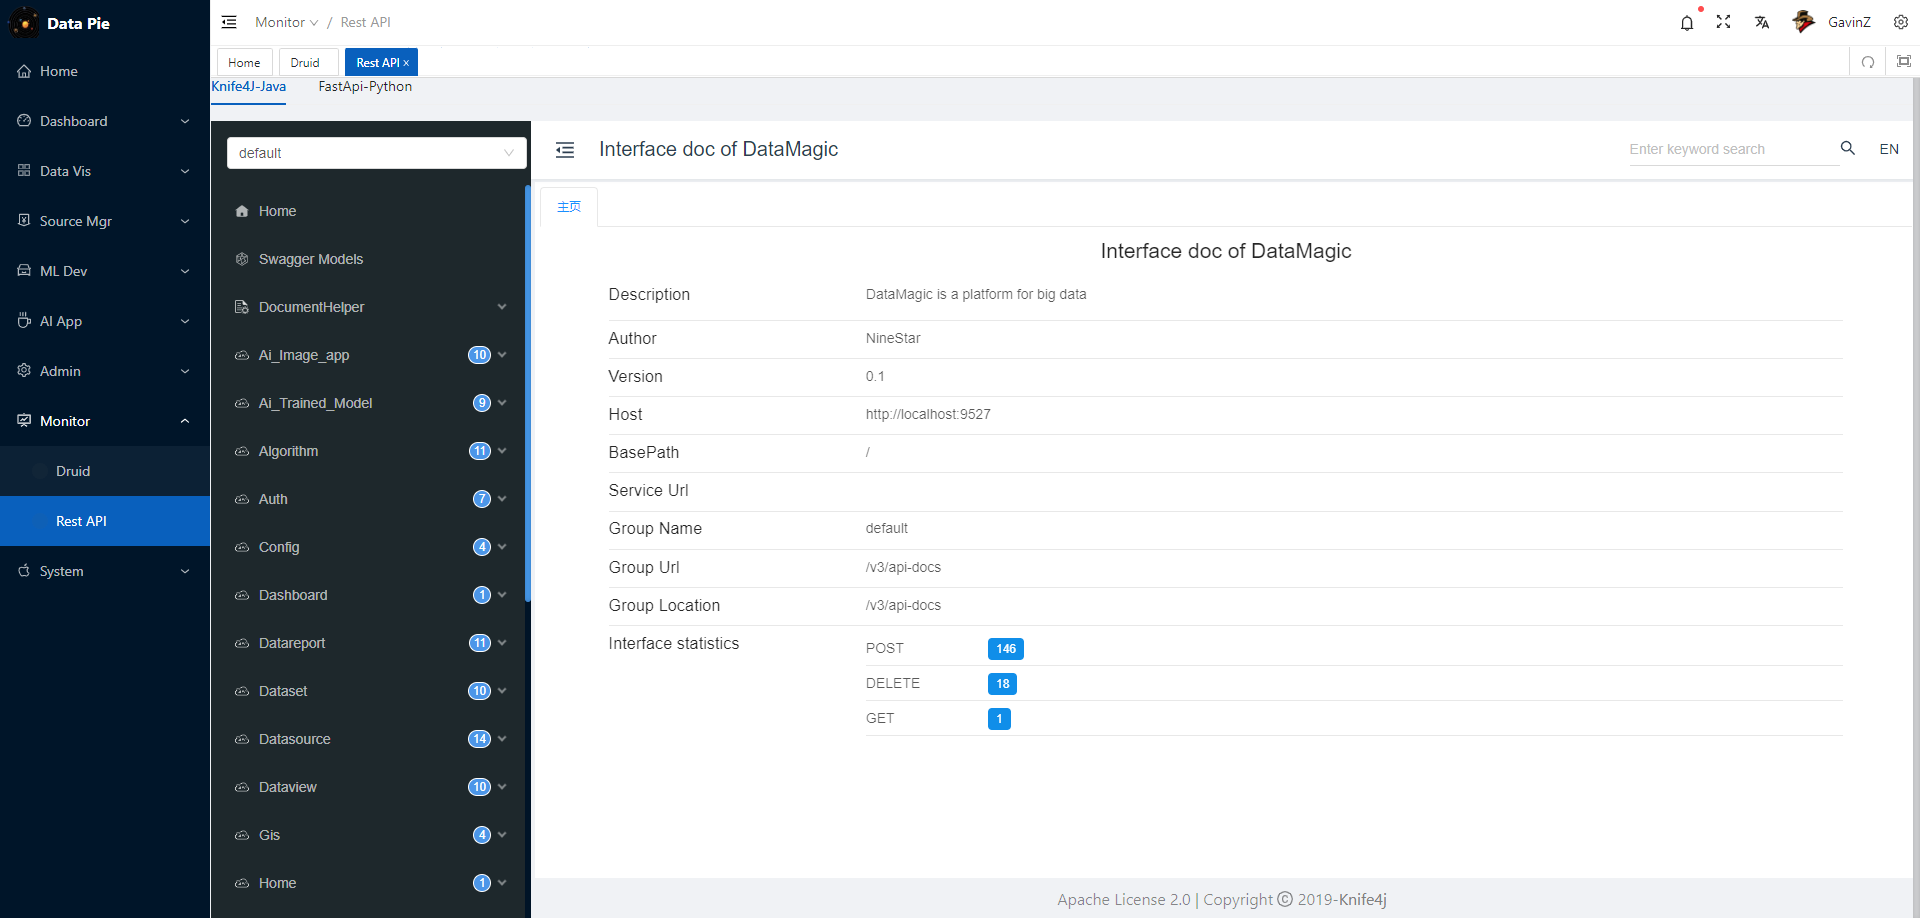 Data Pie
Home
Dashboard
Data Vis
Source Mgr
ML Dev
AI App
Admin
Monitor
Druid
Rest API
System
Monitor / Rest API
GavinZ
Home
Druid
Rest API ×
Knife4J-Java
FastApi-Python
default
Home
Swagger Models
DocumentHelper
Ai_Image_app 10
Ai_Trained_Model 9
Algorithm 11
Auth 7
Config 4
Dashboard 1
Datareport 11
Dataset 10
Datasource 14
Dataview 10
Gis 4
Home 1
Interface doc of DataMagic
Enter keyword search
EN
主页
Interface doc of DataMagic
Description DataMagic is a platform for big data
Author NineStar
Version 0.1
Host http://localhost:9527
BasePath /
Service Url
Group Name default
Group Url /v3/api-docs
Group Location /v3/api-docs
Interface statistics
POST 146
DELETE 18
GET 1
Apache License 2.0 | Copyright © 2019-Knife4j